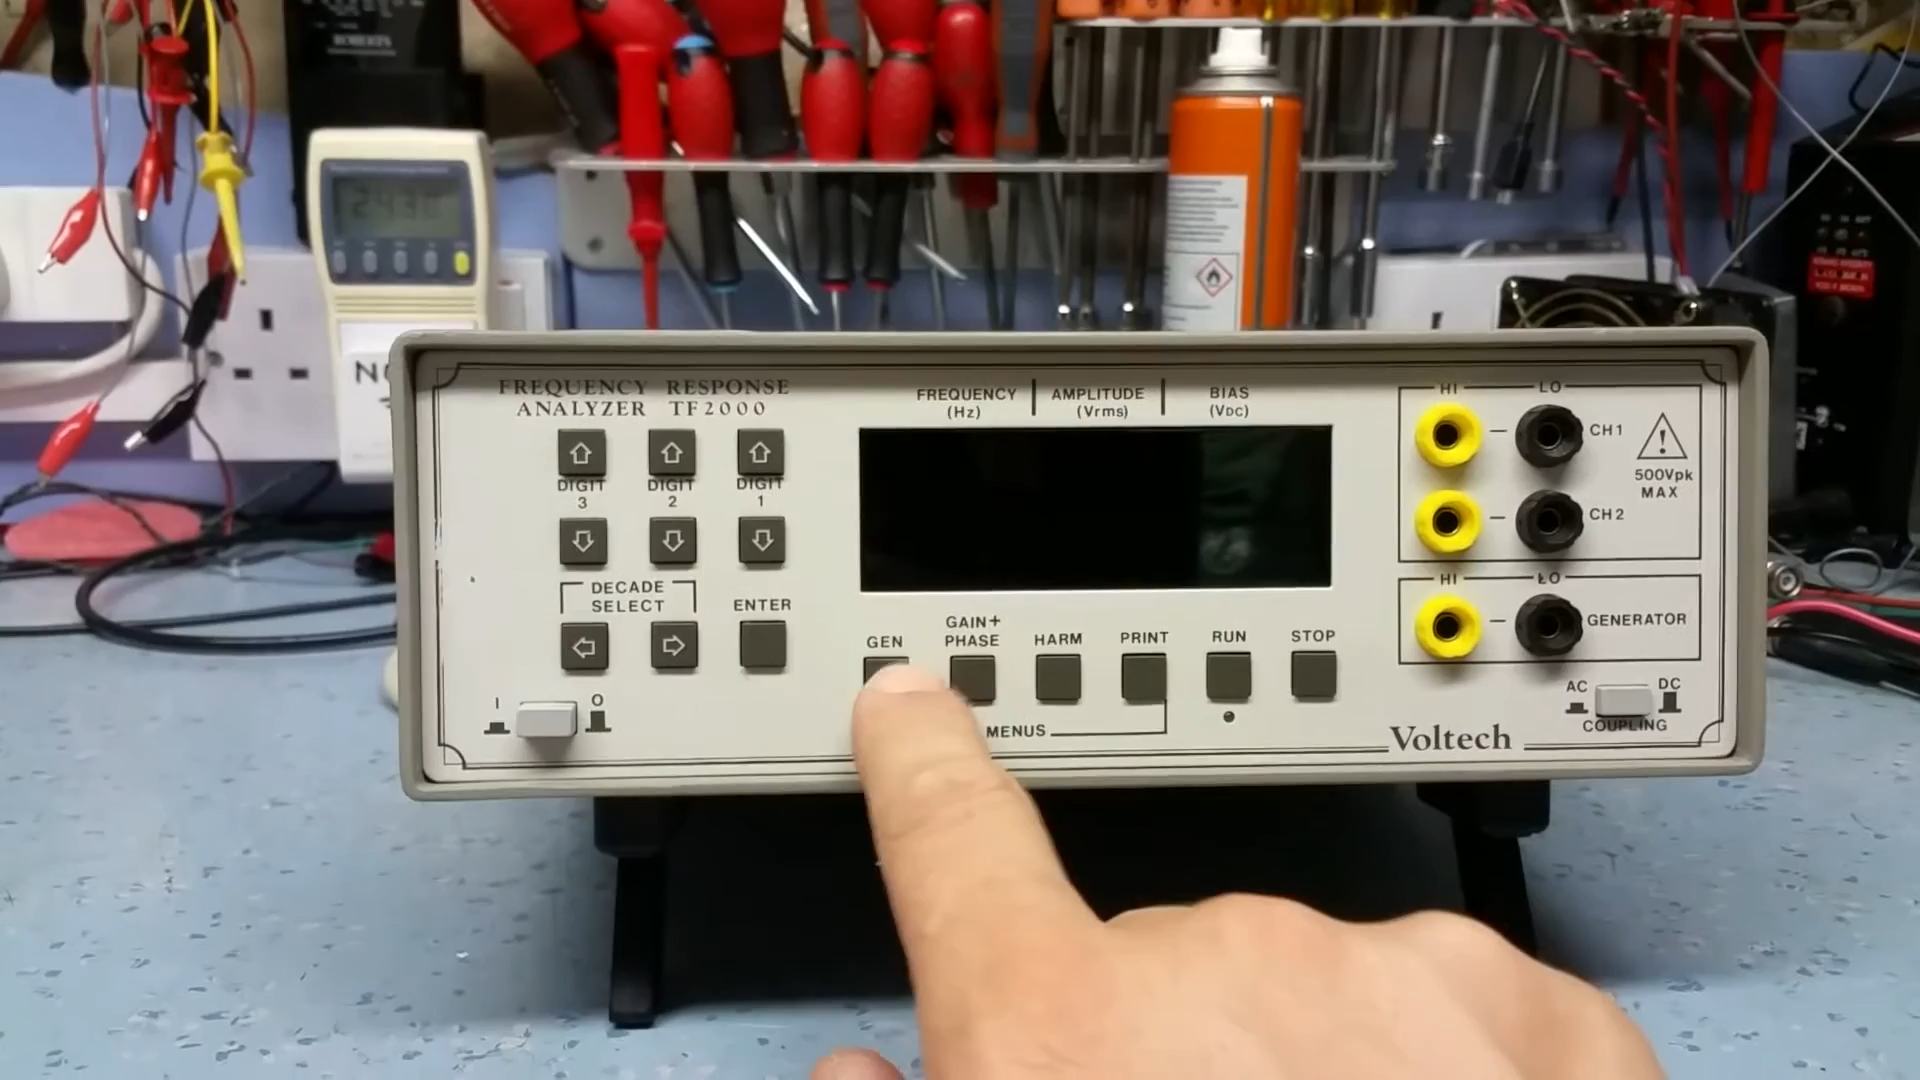 ROBERTS
NO
FREQUENCY RESPONSE
ANALYZER TF2000
FREQUENCY
(Hz)
AMPLITUDE
(Vrms)
BIAS
(VDC)
HI
LO
CH1
500Vpk
MAX
CH2
DIGIT
3
DIGIT
2
DIGIT
1
DECADE
SELECT
ENTER
HI
LO
GENERATOR
GEN
GAIN+
PHASE
HARM
PRINT
RUN
STOP
MENUS
I
O
AC
DC
COUPLING
Voltech